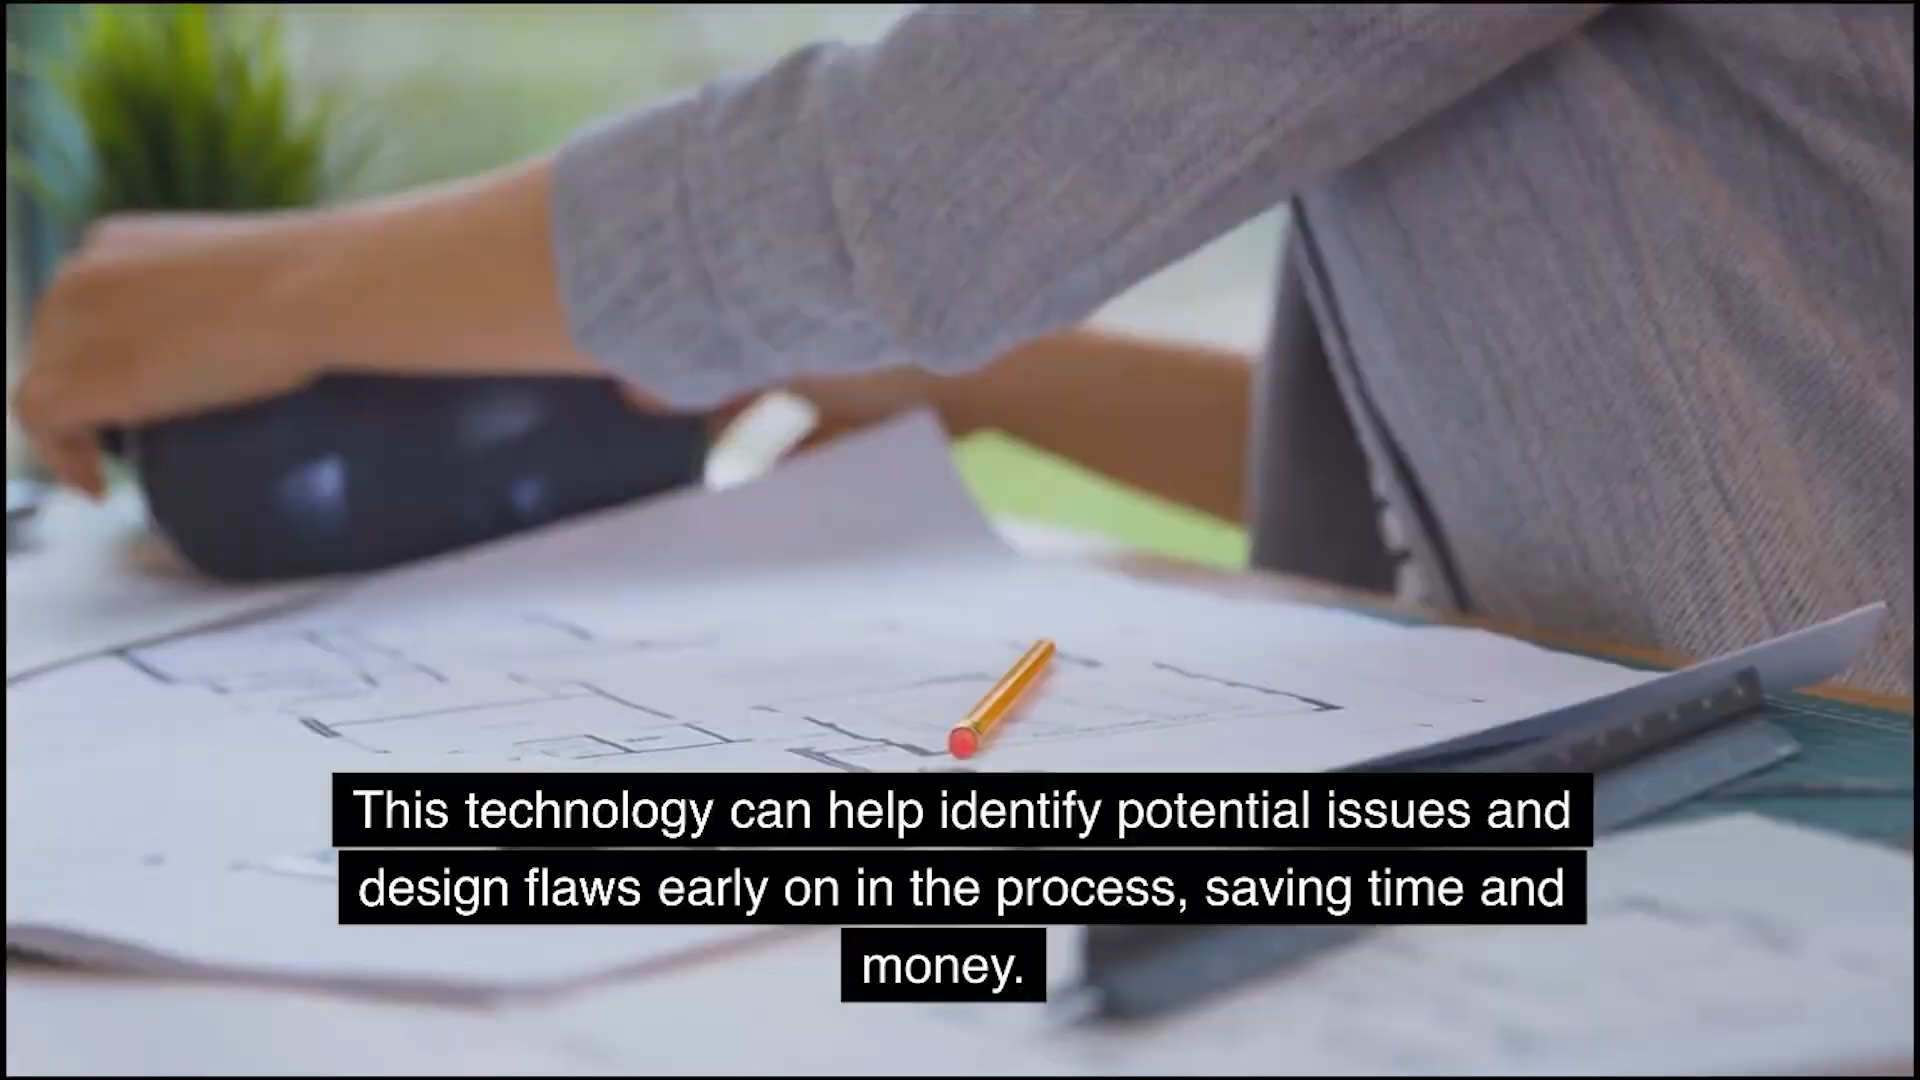 This technology can help identify potential issues and
design flaws early on in the process, saving time and
money.